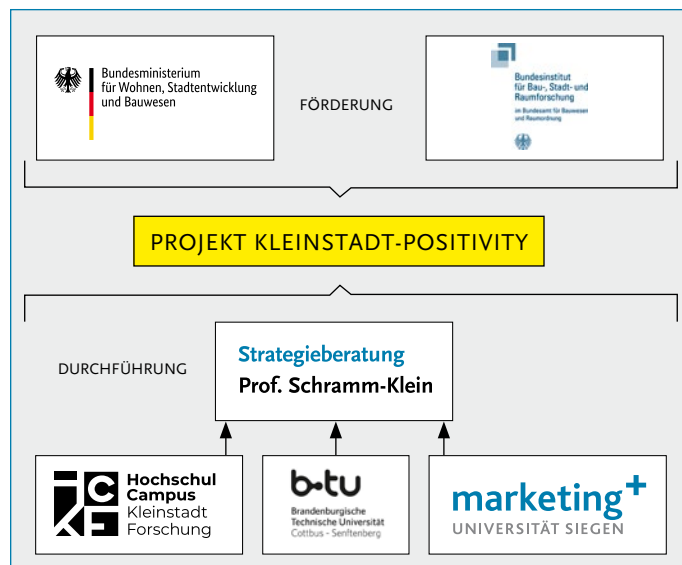 Bundesministerium
für Wohnen, Stadtentwicklung
und Bauwesen
FÖRDERUNG
Bundesinstitut
für Bau-, Stadt- und
Raumforschung
im Bundesamt für Bauwesen
und Raumordnung
PROJEKT KLEINSTADT-POSITIVITY
DURCHFÜHRUNG
Strategieberatung
Prof. Schramm-Klein
Hochschul
Campus
Kleinstadt
Forschung
b-tu
Brandenburgische
Technische Universität
Cottbus - Senftenberg
marketing+
UNIVERSITÄT SIEGEN